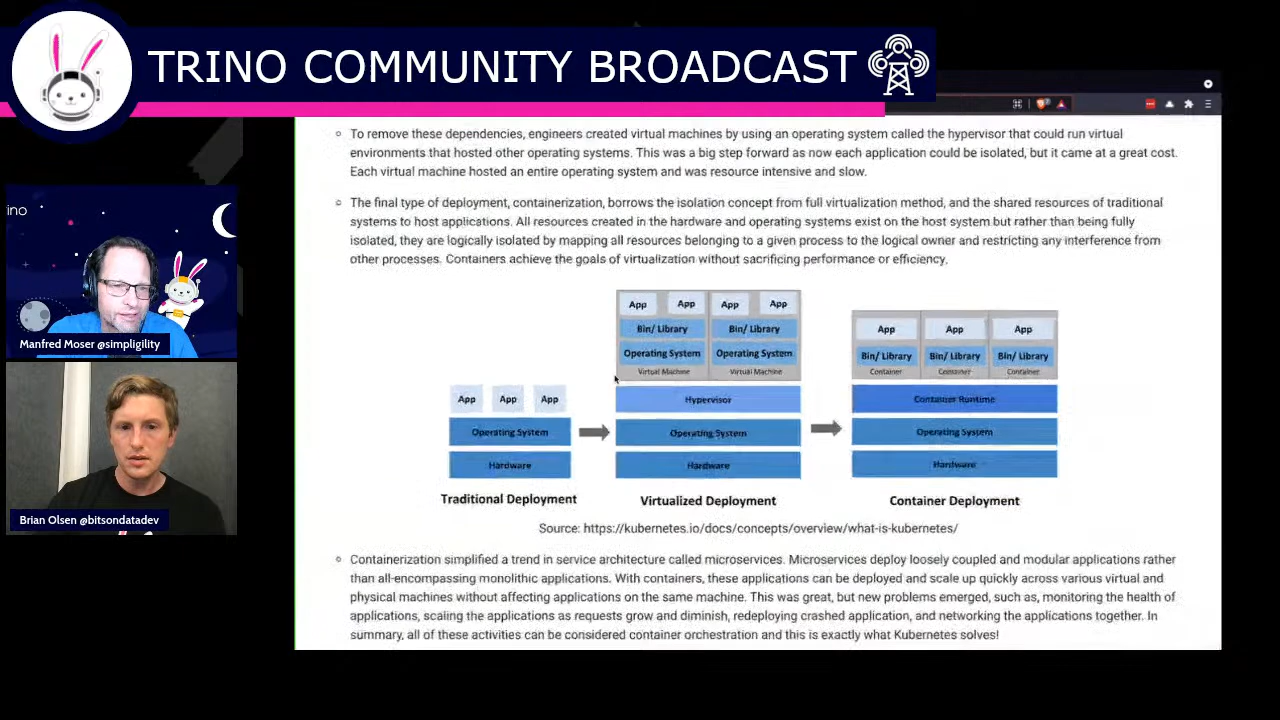 TRINO COMMUNITY BROADCAST
ino
Manfred Moser @simpligility
Brian Olsen @bitsondatadev
To remove these dependencies, engineers created virtual machines by using an operating system called the hypervisor that could run virtual
environments that hosted other operating systems. This was a big step forward as now each application could be isolated, but it came at a great cost.
Each virtual machine hosted an entire operating system and was resource intensive and slow.
The final type of deployment, containerization, borrows the isolation concept from full virtualization method, and the shared resources of traditional
systems to host applications. All resources created in the hardware and operating systems exist on the host system but rather than being fully
isolated, they are logically isolated by mapping all resources belonging to a given process to the logical owner and restricting any interference from
other processes. Containers achieve the goals of virtualization without sacrificing performance or efficiency.
App App App
Operating System
Hardware
Traditional Deployment
App App App App
Bin/ Library Bin/ Library
Operating System Operating System
Virtual Machine Virtual Machine
Hypervisor
Operating System
Hardware
Virtualized Deployment
App App App
Bin/ Library Bin/ Library Bin/ Library
Container Container Container
Container Runtime
Operating System
Hardware
Container Deployment
Source: https://kubernetes.io/docs/concepts/overview/what-is-kubernetes/
Containerization simplified a trend in service architecture called microservices. Microservices deploy loosely coupled and modular applications rather
than all-encompassing monolithic applications. With containers, these applications can be deployed and scale up quickly across various virtual and
physical machines without affecting applications on the same machine. This was great, but new problems emerged, such as, monitoring the health of
applications, scaling the applications as requests grow and diminish, redeploying crashed application, and networking the applications together. In
summary, all of these activities can be considered container orchestration and this is exactly what Kubernetes solves!